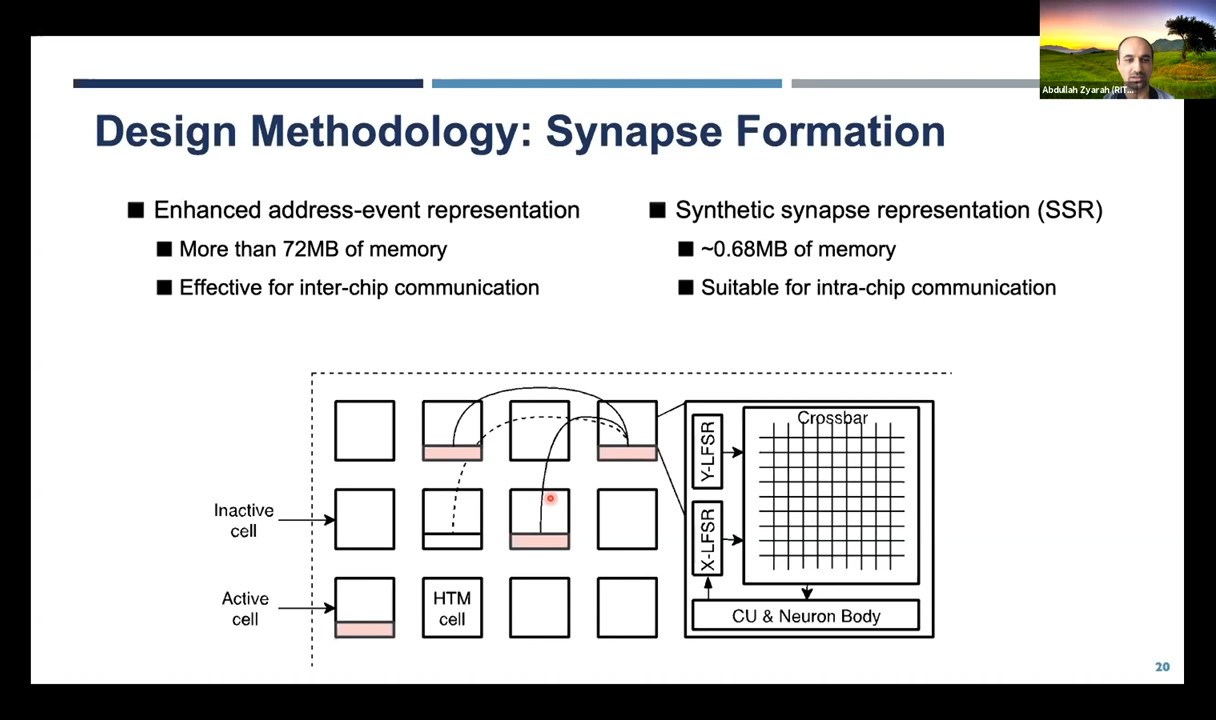 Abdullah Zyarah (RIT...
Design Methodology: Synapse Formation
Enhanced address-event representation
More than 72MB of memory
Effective for inter-chip communication
Synthetic synapse representation (SSR)
~0.68MB of memory
Suitable for intra-chip communication
Inactive
cell
Active
cell
HTM
cell
Y-LFSR
X-LFSR
Crossbar
CU & Neuron Body
20